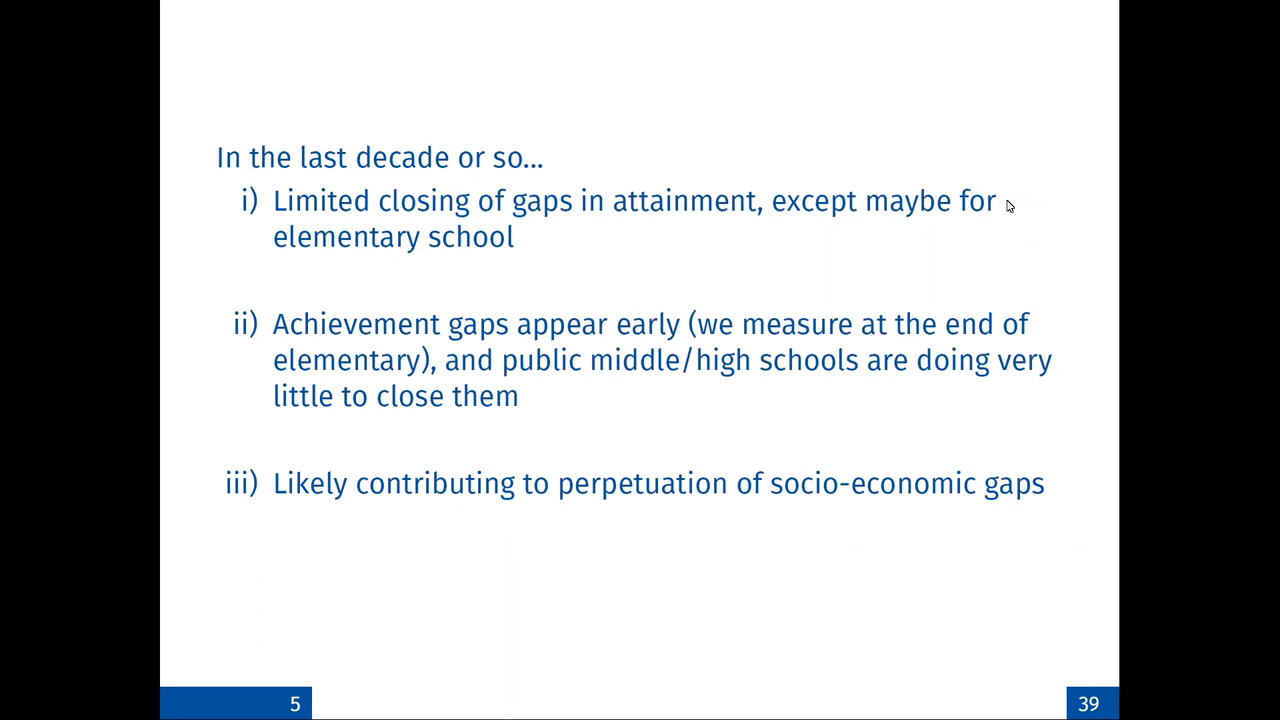 In the last decade or so...
i) Limited closing of gaps in attainment, except maybe for
elementary school
ii) Achievement gaps appear early (we measure at the end of
elementary), and public middle/high schools are doing very
little to close them
iii) Likely contributing to perpetuation of socio-economic gaps
5
39